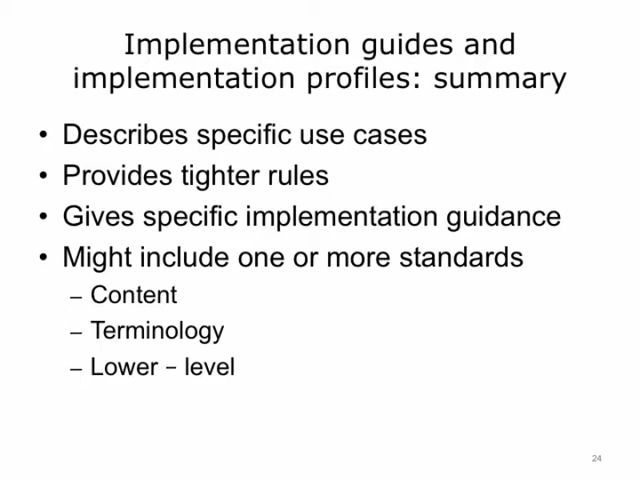 Implementation guides and
implementation profiles: summary
• Describes specific use cases
• Provides tighter rules
• Gives specific implementation guidance
• Might include one or more standards
– Content
– Terminology
– Lower – level
24